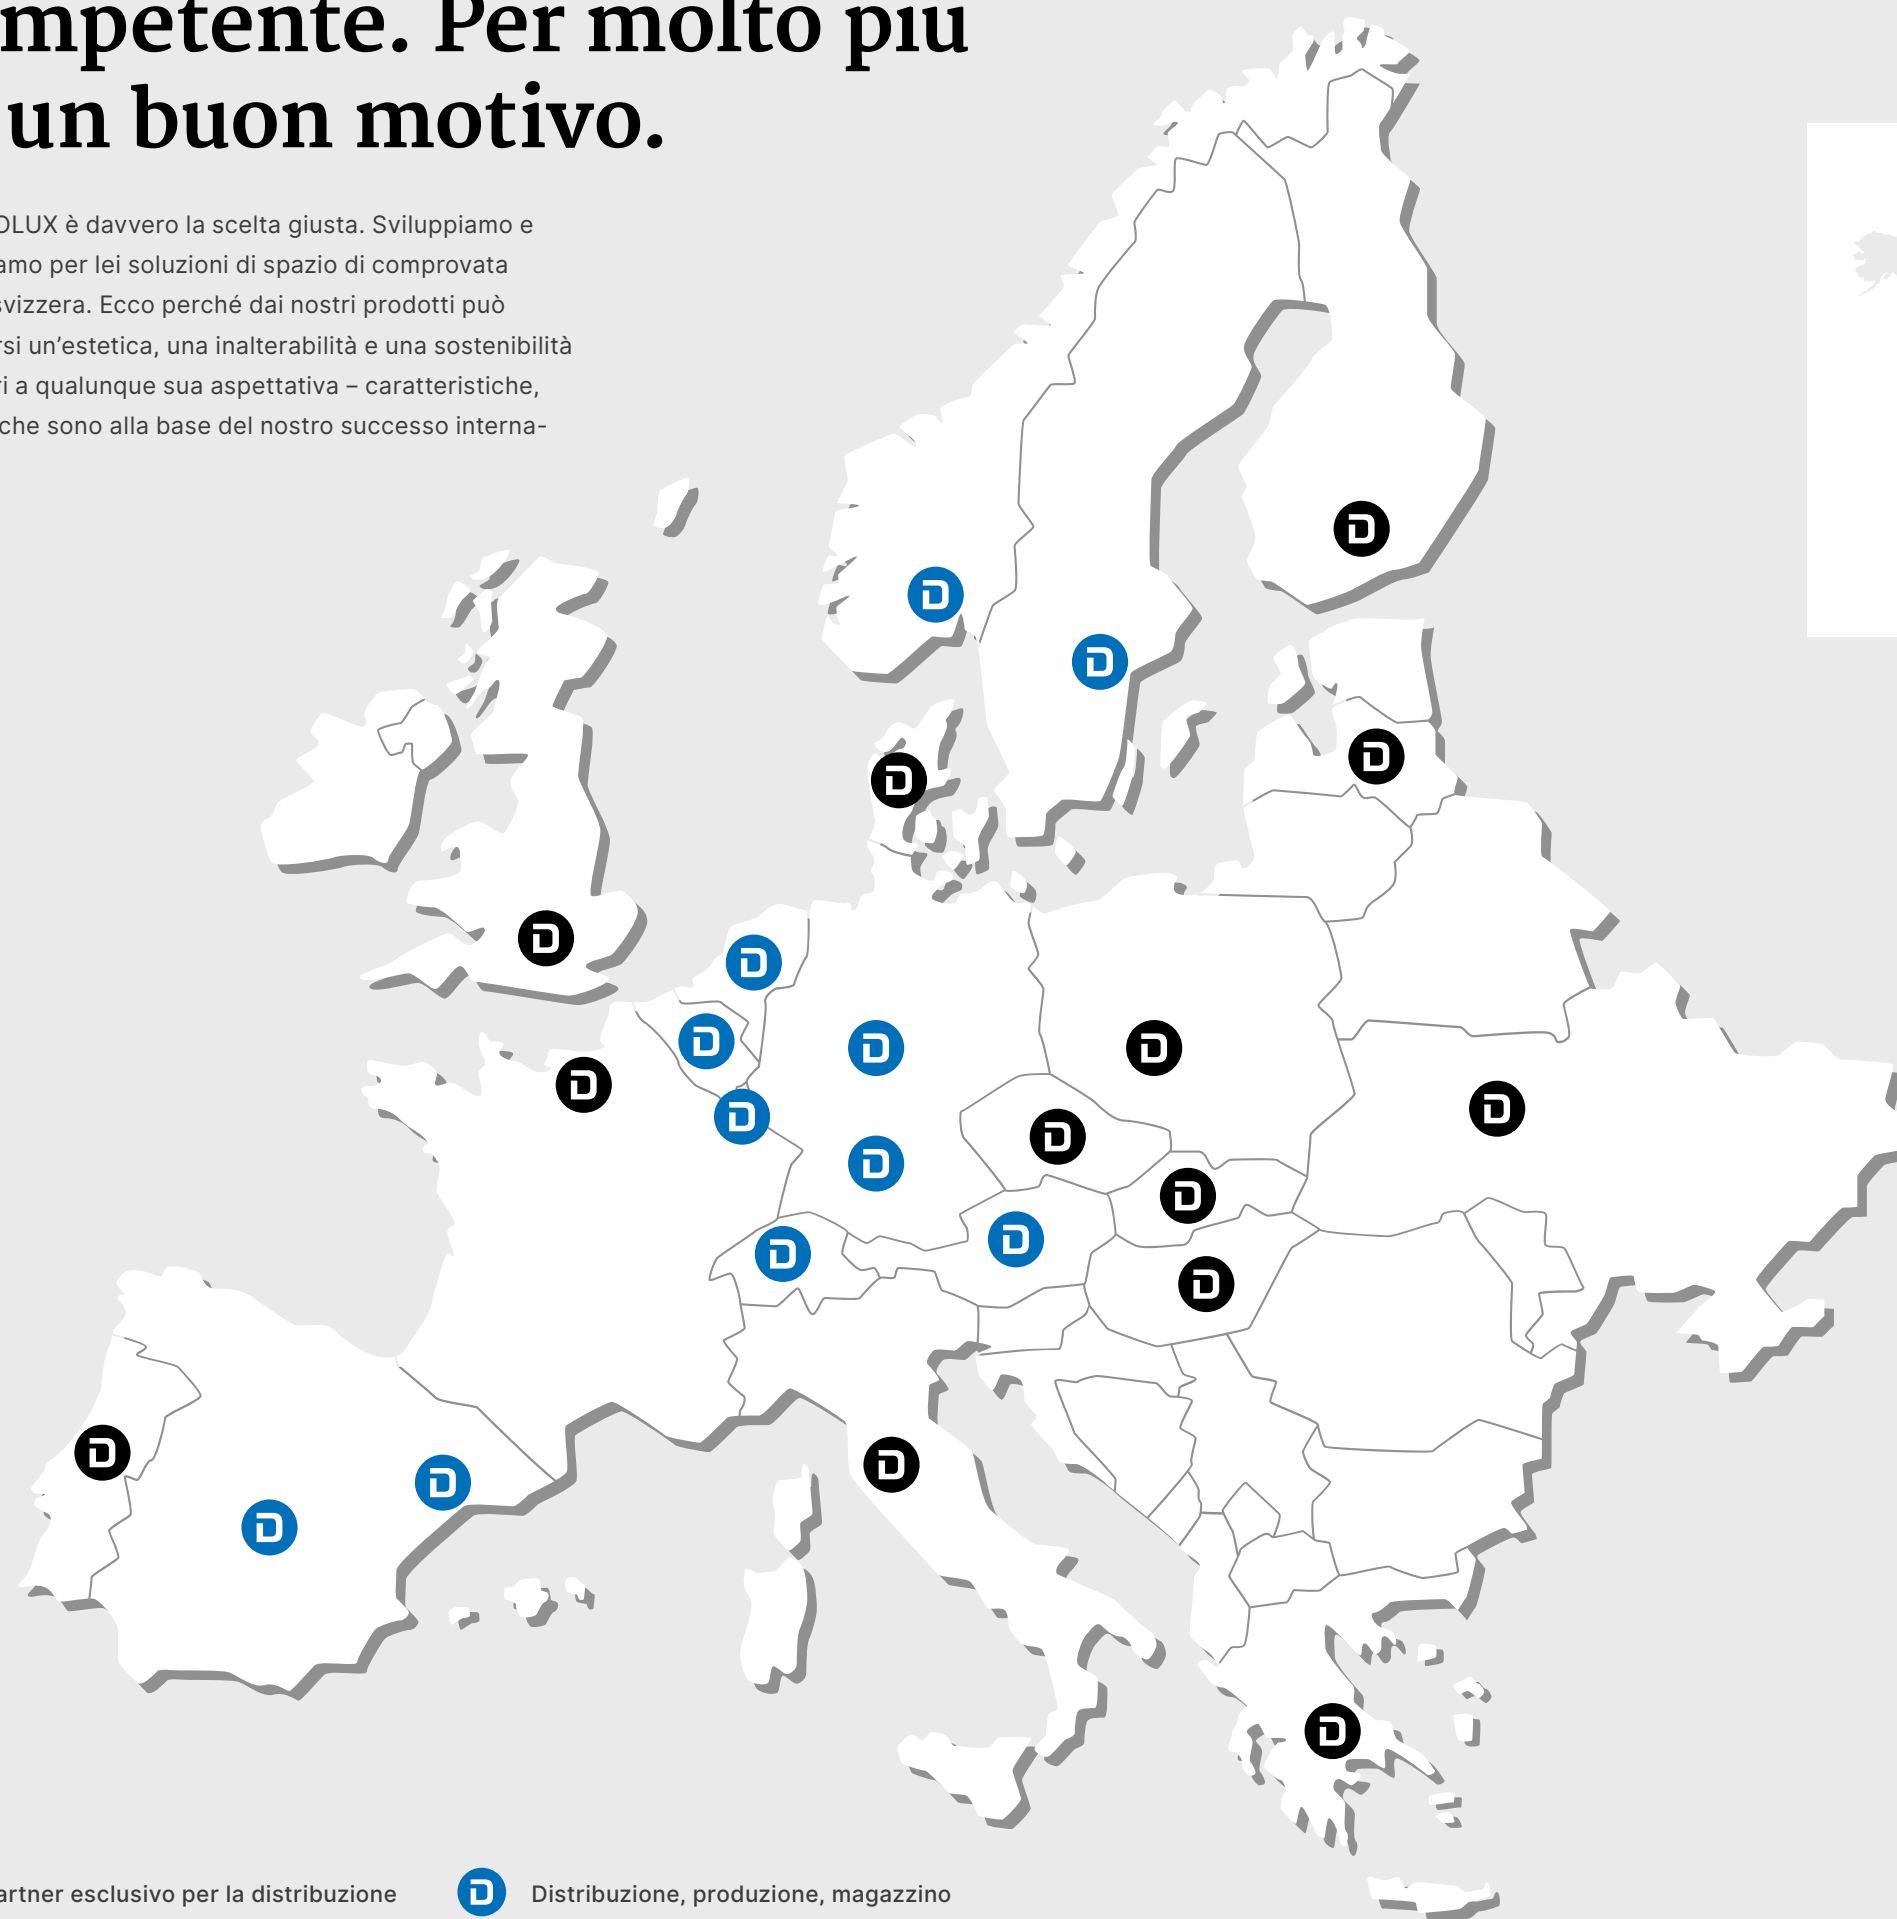 mpetente. Per molto più
un buon motivo.
OLUX è davvero la scelta giusta. Sviluppiamo e
amo per lei soluzioni di spazio di comprovata
svizzera. Ecco perché dai nostri prodotti può
rsi un’estetica, una inalterabilità e una sostenibilità
ri a qualunque sua aspettativa – caratteristiche,
che sono alla base del nostro successo interna-
artner esclusivo per la distribuzione
Distribuzione, produzione, magazzino